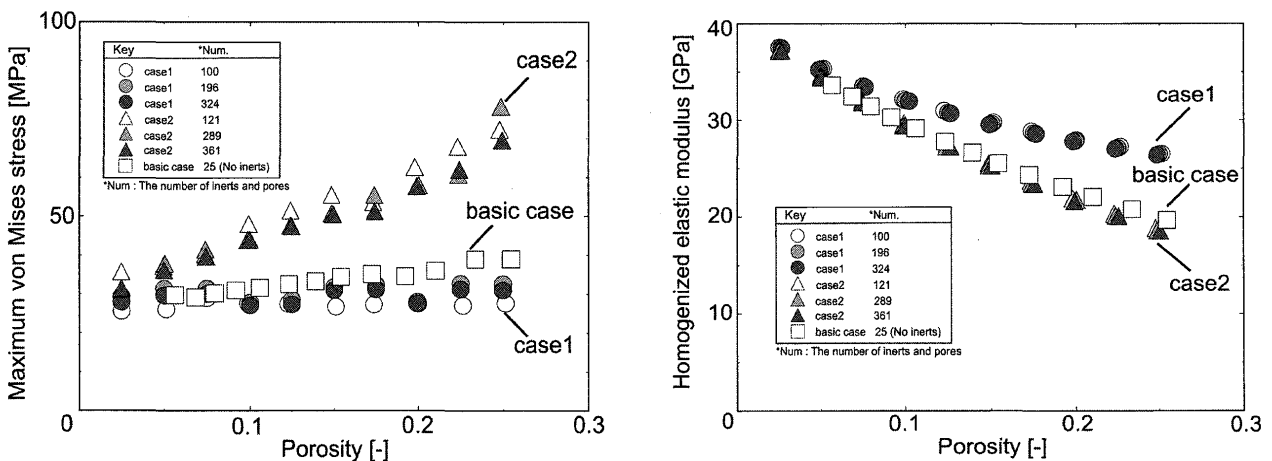 100
50
0
0.1
0.2
0.3
Maximum von Mises stress [MPa]
Porosity [-]
Key *Num.
case1 100
case1 196
case1 324
case2 121
case2 289
case2 361
basic case 25 (No inerts)
*Num : The number of inerts and pores
case2
basic case
case1
40
30
20
10
0
0.1
0.2
0.3
Homogenized elastic modulus [GPa]
Porosity [-]
Key *Num.
case1 100
case1 196
case1 324
case2 121
case2 289
case2 361
basic case 25 (No inerts)
*Num : The number of inerts and pores
case1
basic case
case2